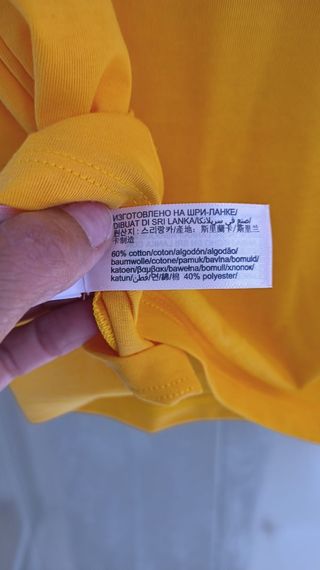 ИЗГОТОВЛЕНО НА ШРИ-ЛАНКЕ/
DIBUAT DI SRI LANKA/صنع في سريلانكا/
원산지 : 스리랑카/產地：斯里蘭卡/斯里兰
卡制造
60% cotton/coton/algodón/algodão/
baumwolle/cotone/pamuk/bavlna/bomuld/
katoen/βαμβακι/bawełna/bomull/хлопок/
katun/قطن/면/綿/棉 40% polyester/